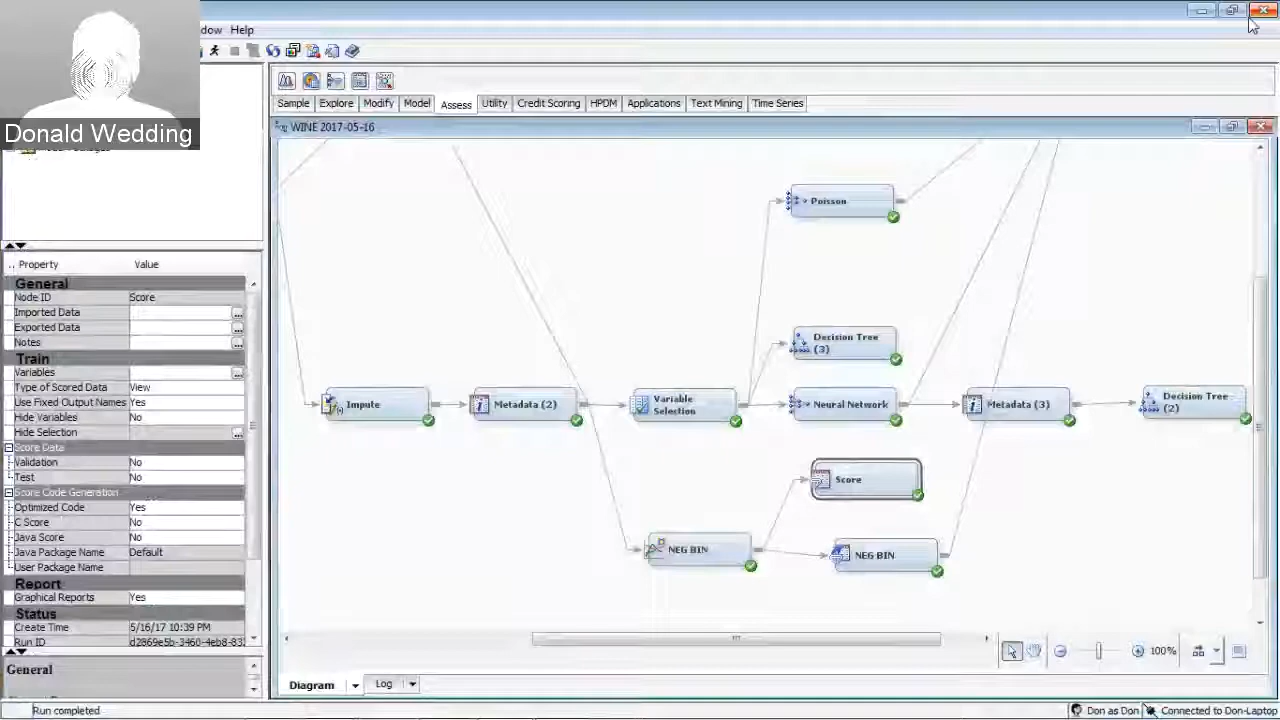 dow Help
Donald Wedding
Sample Explore Modify Model Assess Utility Credit Scoring HPDM Applications Text Mining Time Series
WINE 2017-05-16
.. Property Value
General
Node ID Score
Imported Data ...
Exported Data ...
Notes ...
Train
Variables ...
Type of Scored Data View
Use Fixed Output Names Yes
Hide Variables No
Hide Selection ...
Score Data
Validation No
Test No
Score Code Generation
Optimized Code Yes
C Score No
Java Score No
Java Package Name Default
User Package Name
Report
Graphical Reports Yes
Status
Create Time 5/16/17 10:39 PM
Run ID d2869e5b-3460-4eb8-83
General
Poisson
Decision Tree
(3)
Impute
Metadata (2)
Variable
Selection
Neural Network
Metadata (3)
Decision Tree
(2)
Score
NEG BIN
NEG BIN
100%
Diagram Log
Run completed
Don as Don Connected to Don-Laptop